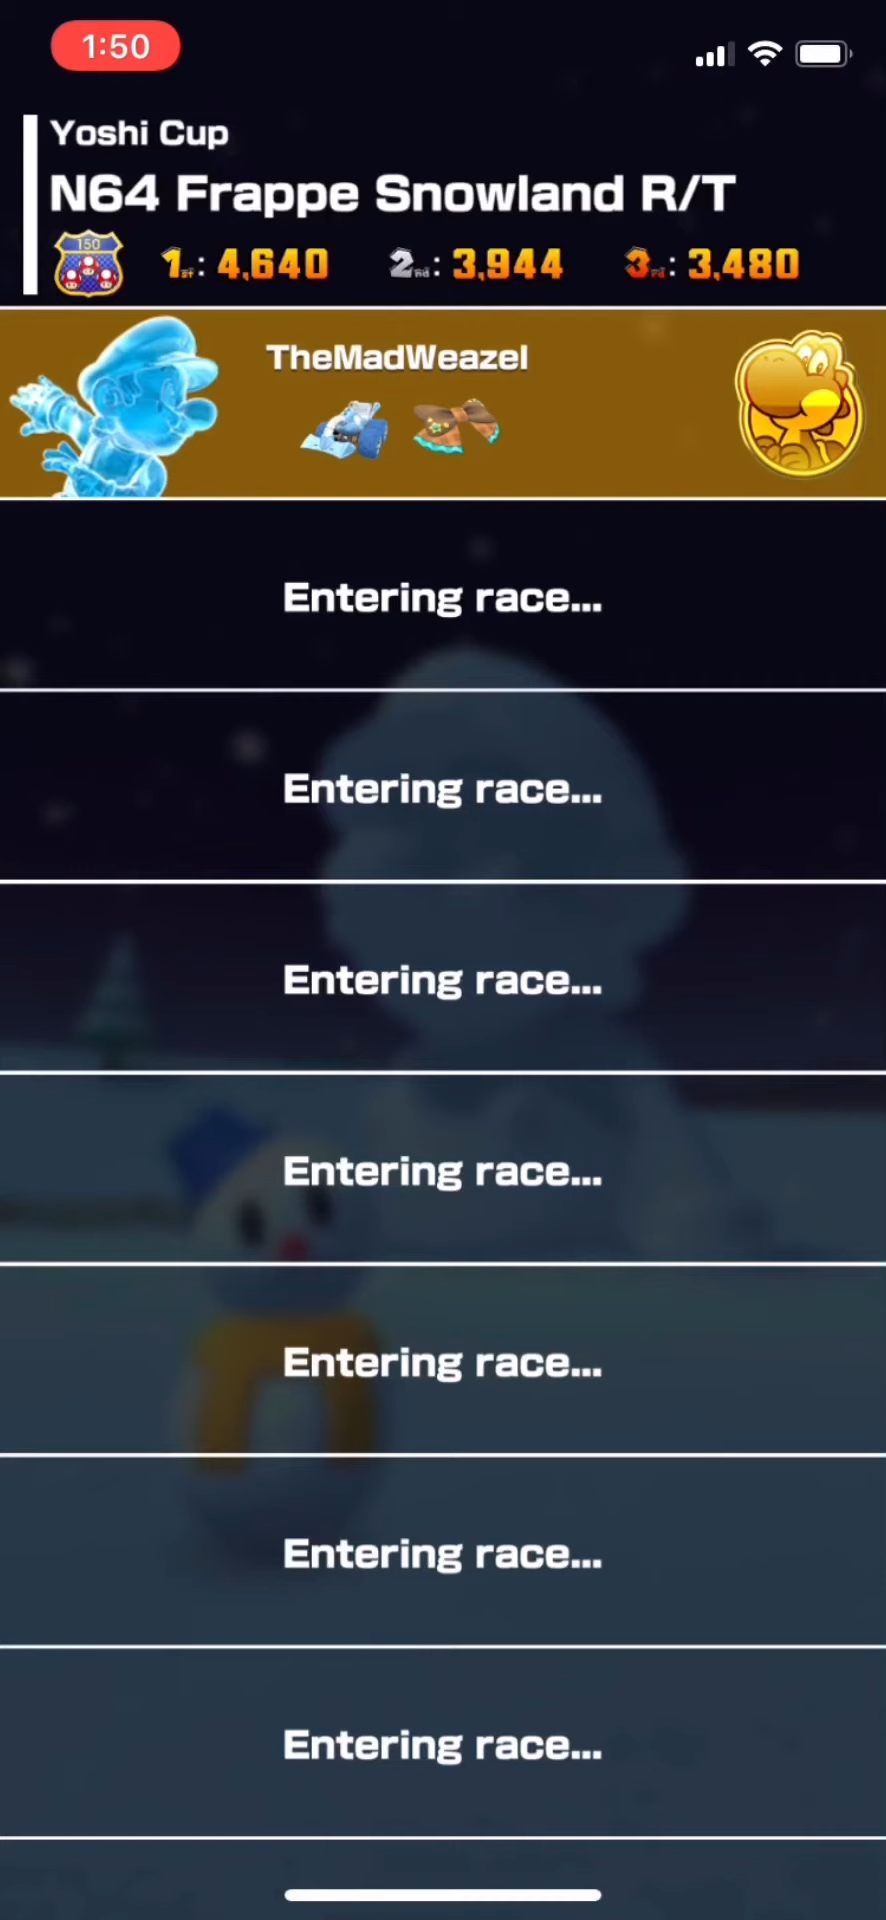 1:50
Yoshi Cup
N64 Frappe Snowland R/T
150 1st: 4,640 2nd: 3,944 3rd: 3,480
TheMadWeazel
Entering race...
Entering race...
Entering race...
Entering race...
Entering race...
Entering race...
Entering race...